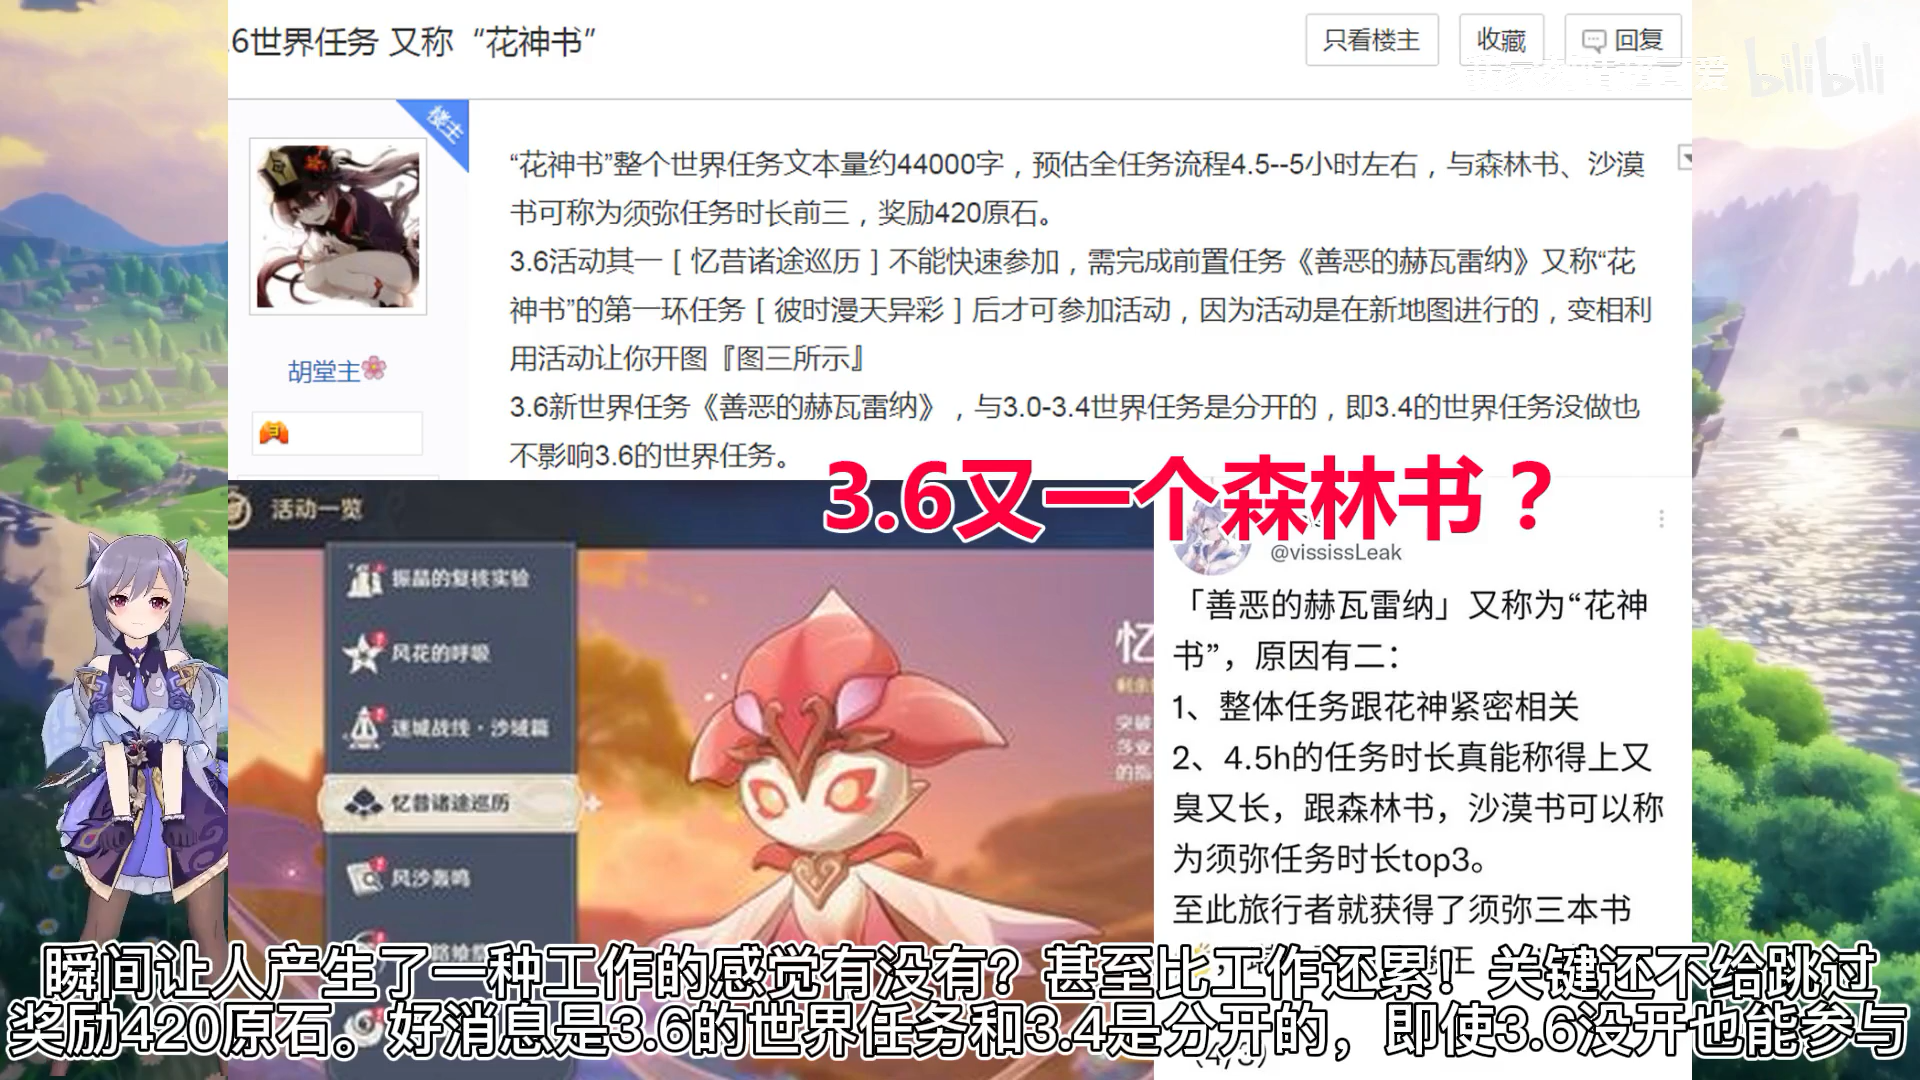 .6世界任务 又称“花神书”
只看楼主
收藏
回复
bilibili
楼主
“花神书”整个世界任务文本量约44000字，预估全任务流程4.5--5小时左右，与森林书、沙漠
书可称为须弥任务时长前三，奖励420原石。
3.6活动其一［忆昔诸途巡历］不能快速参加，需完成前置任务《善恶的赫瓦雷纳》又称“花
神书”的第一环任务［彼时漫天异彩］后才可参加活动，因为活动是在新地图进行的，变相利
用活动让你开图『图三所示』
3.6新世界任务《善恶的赫瓦雷纳》，与3.0-3.4世界任务是分开的，即3.4的世界任务没做也
不影响3.6的世界任务。
胡堂主
3.6又一个森林书？
活动一览
振晶的复核实验
风花的呼吸
迷城战线·沙域篇
忆昔诸途巡历
风沙轰鸣
忆
@vississLeak
「善恶的赫瓦雷纳」又称为“花神
书”，原因有二：
1、整体任务跟花神紧密相关
2、4.5h的任务时长真能称得上又
臭又长，跟森林书，沙漠书可以称
为须弥任务时长top3。
至此旅行者就获得了须弥三本书
瞬间让人产生了一种工作的感觉有没有？甚至比工作还累！关键还不给跳过
奖励420原石。好消息是3.6的世界任务和3.4是分开的，即使3.6没开也能参与